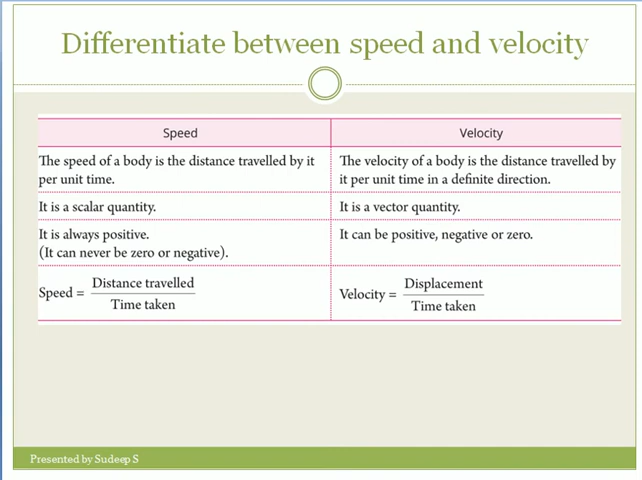 Differentiate between speed and velocity
Speed
Velocity
The speed of a body is the distance travelled by it
per unit time.
The velocity of a body is the distance travelled by
it per unit time in a definite direction.
It is a scalar quantity.
It is a vector quantity.
It is always positive.
(It can never be zero or negative).
It can be positive, negative or zero.
Speed = Distance travelled
Time taken
Velocity = Displacement
Time taken
Presented by Sudeep S